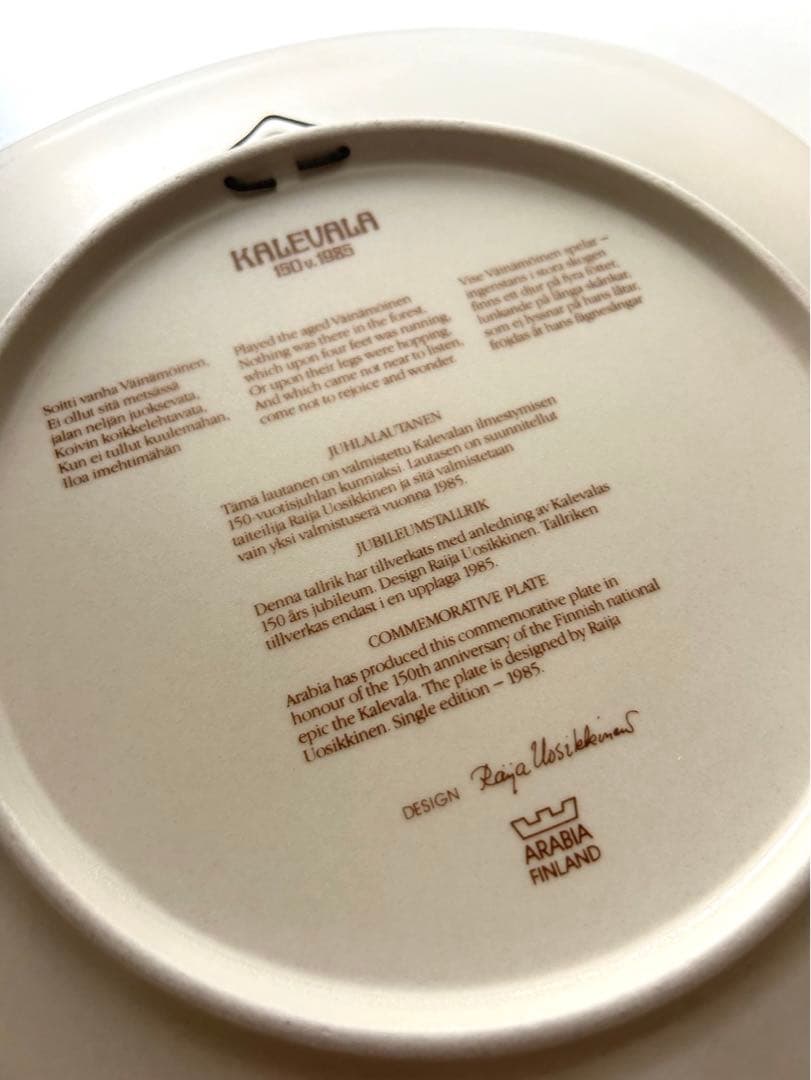 KALEVALA
150 v. 1985
Soitti vanha Väinämöinen,
Ei ollut sitä metsässä
jalan neljän juoksevata,
Koivin koikkelehtavata,
Kun ei tullut kuulemahan,
Iloa imehtimähän
Played the aged Väinämöinen
Nothing was there in the forest,
which upon four feet was running,
Or upon their legs were hopping,
And which came not near to listen,
come not to rejoice and wonder.
Vise Väinämöinen spelar –
ingenstans i stora skogen
finns ett djur på fyra fötter,
lunkande på långa skankar,
som ej lyssnar på hans låtar,
fröjdas åt hans fägneslingar
JUHLALAUTANEN
Tämä lautanen on valmistettu Kalevalan ilmestymisen
150-vuotisjuhlan kunniaksi. Lautasen on suunnitellut
taiteilija Raija Uosikkinen ja sitä valmistetaan
vain yksi valmistuserä vuonna 1985.
JUBILEUMSTALLRIK
Denna tallrik har tillverkats med anledning av Kalevalas
150 års jubileum. Design Raija Uosikkinen. Tallriken
tillverkas endast i en upplaga 1985.
COMMEMORATIVE PLATE
Arabia has produced this commemorative plate in
honour of the 150th anniversary of the Finnish national
epic the Kalevala. The plate is designed by Raija
Uosikkinen. Single edition – 1985.
DESIGN Raija Uosikkinen
ARABIA
FINLAND